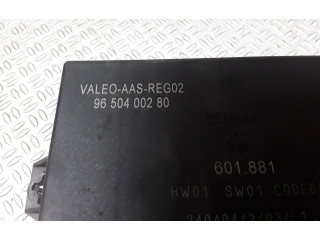 VALEO-AAS-REG02
96 504 002 80
601.881
HW01 SW01